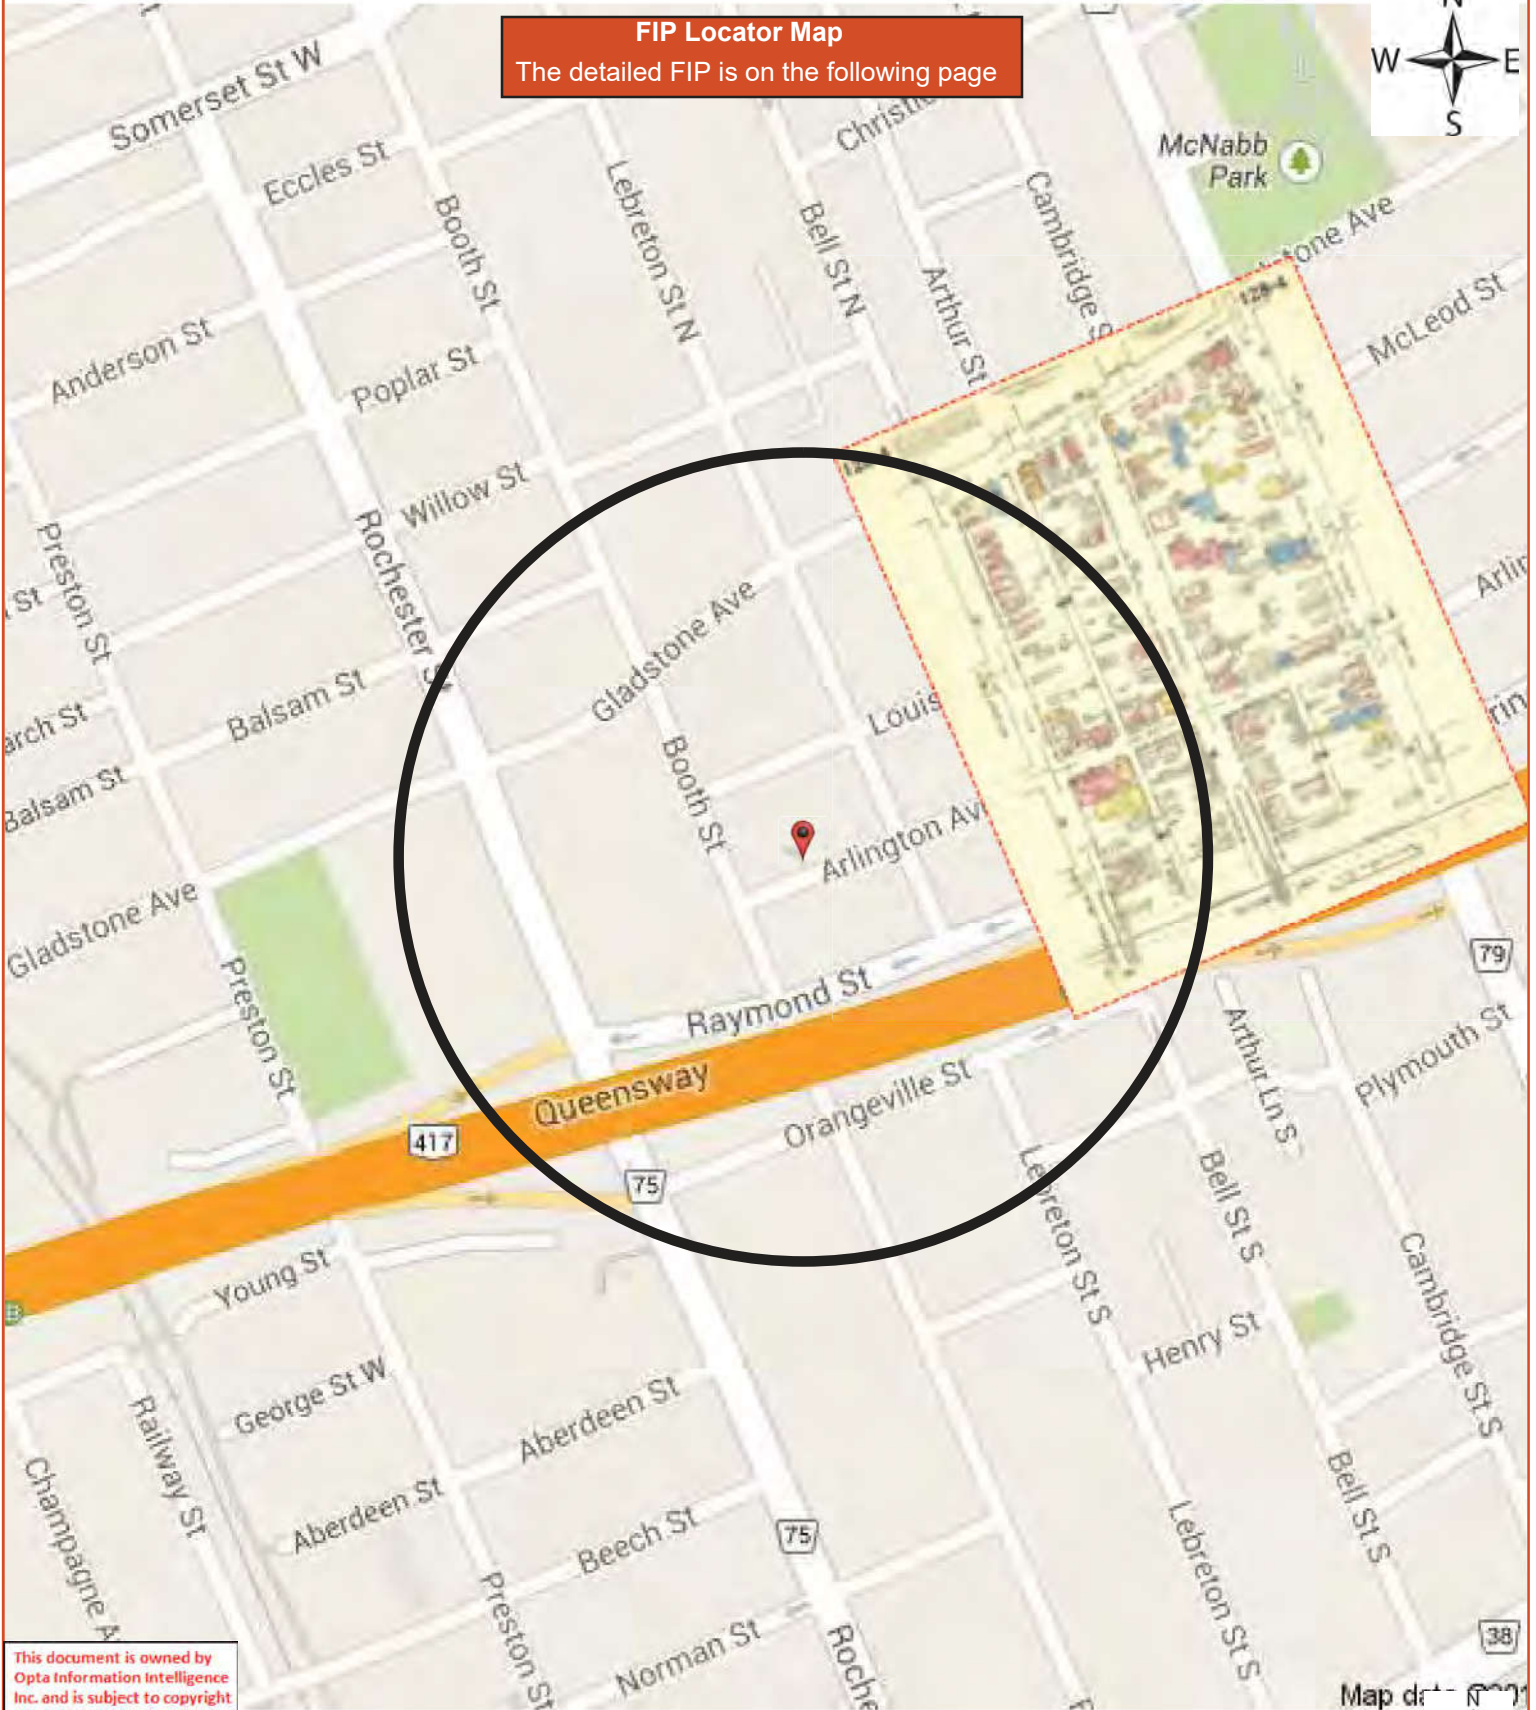 FIP Locator Map
The detailed FIP is on the following page
N
W
E
S
Somerset St W
Eccles St
Booth St
Lebreton St N
Bell St N
Arthur St
Cambridge S
McNabb
Park
McLeod St
Anderson St
Poplar St
Willow St
Preston St
Rochester St
Balsam St
Gladstone Ave
Booth St
Louis
Arlington Av
Balsam St
Gladstone Ave
Preston St
Raymond St
Queensway
417
Orangeville St
75
79
Arthur Ln S
Plymouth St
Young St
Lebreton St S
Bell St S
Henry St
Cambridge St S
George St W
Railway St
Aberdeen St
Aberdeen St
Champagne A
Beech St
75
Bell St S
Lebreton St S
Preston St
Norman St
Roche
38
128-4
This document is owned by
Opta Information Intelligence
Inc. and is subject to copyright
Map
N